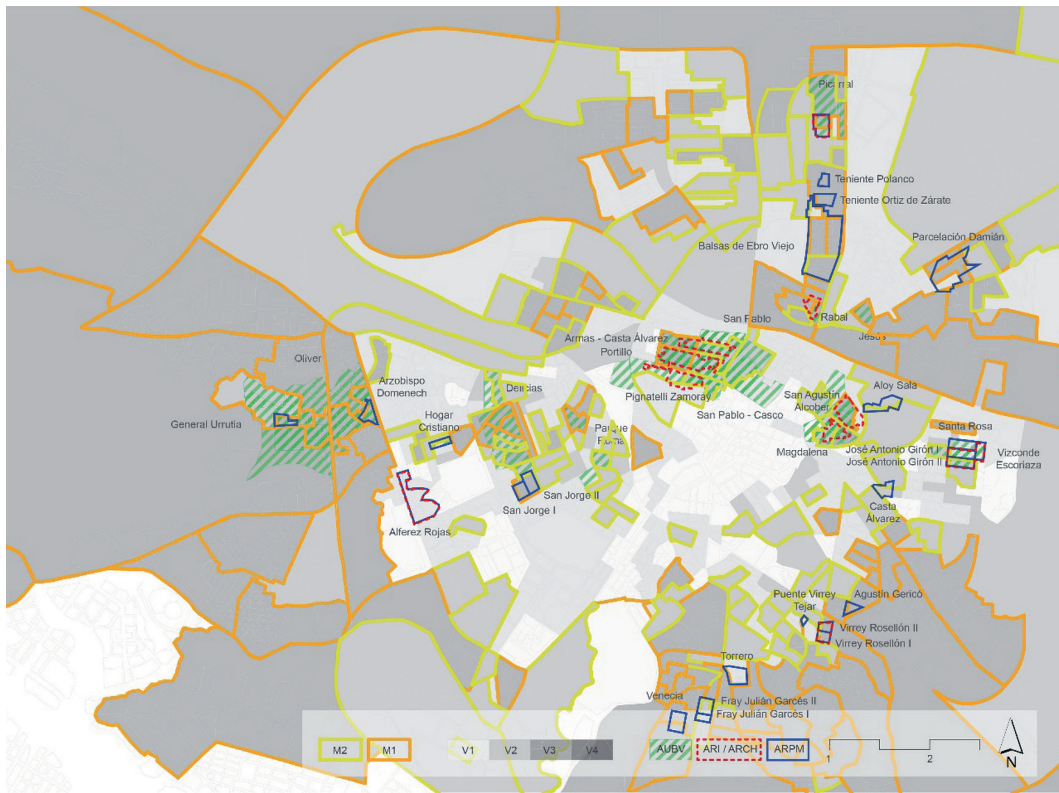 Picarral
Teniente Polanco
Teniente Ortiz de Zárate
Parcelación Damián
Balsas de Ebro Viejo
San Pablo
Rabal
Jesús
Armas - Casta Álvarez
Portillo
Oliver
Arzobispo
Domenech
Delicias
Pignatelli Zamoray
San Agustín
Alcober
Aloy Sala
General Urrutia
Hogar
Cristiano
Parque
Roma
San Pablo - Casco
Magdalena
José Antonio Girón I
José Antonio Girón II
Santa Rosa
Vizconde
Escoriaza
San Jorge II
San Jorge I
Casta
Álvarez
Alferez Rojas
Puente Virrey
Tejar
Agustín Gericó
Virrey Rosellón II
Virrey Rosellón I
Torrero
Venecia
Fray Julián Garcés II
Fray Julián Garcés I
M2 M1 V1 V2 V3 V4 AUBV ARI / ARCH ARPM 1 2 N